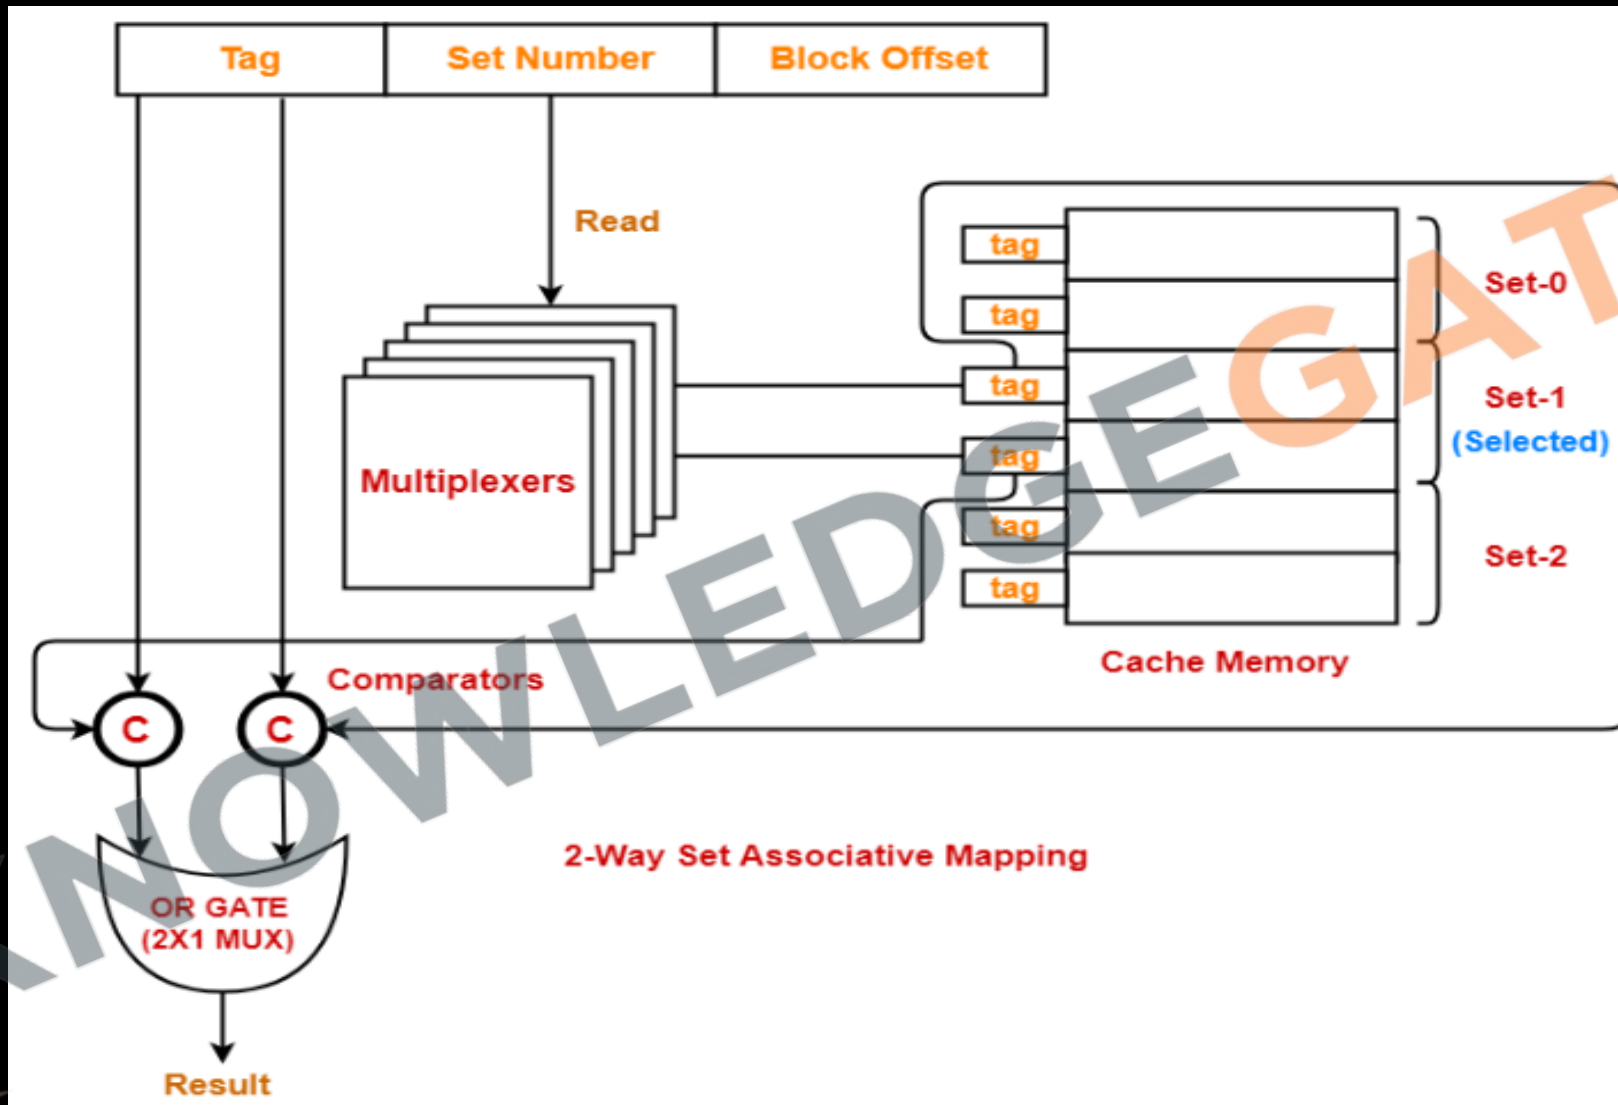 Tag Set Number Block Offset
Read
tag
tag
tag
tag
tag
tag
Set-0
Set-1
(Selected)
Set-2
Multiplexers
Cache Memory
Comparators
C C
2-Way Set Associative Mapping
OR GATE
(2X1 MUX)
Result
KNOWLEDGEGAT